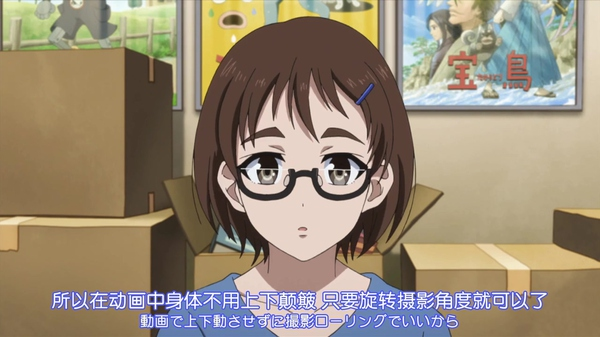 宝島
所以在动画中身体不用上下颠簸 只要旋转摄影角度就可以了
動画で上下動させずに撮影ローリングでいいから